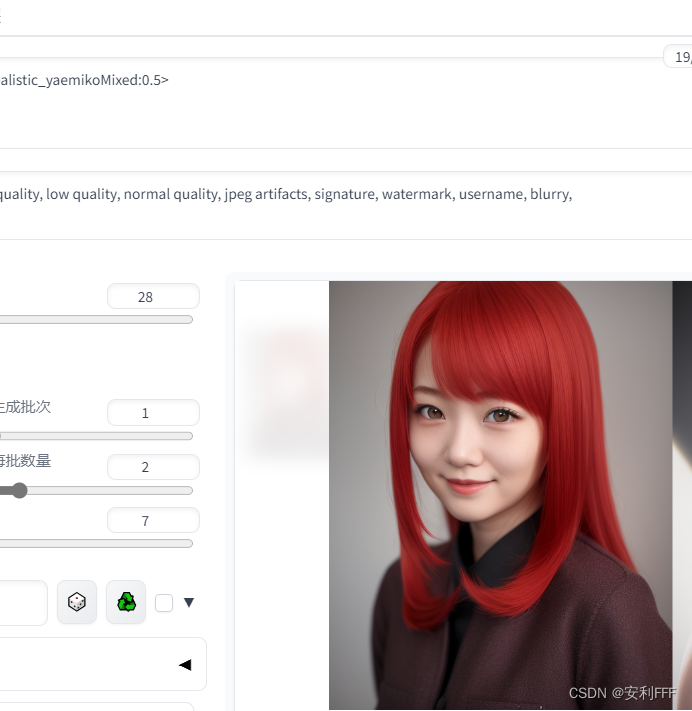 19
alistic_yaemikoMixed:0.5>
quality, low quality, normal quality, jpeg artifacts, signature, watermark, username, blurry,
28
生成批次
1
每批数量
2
7
CSDN @安利FFF